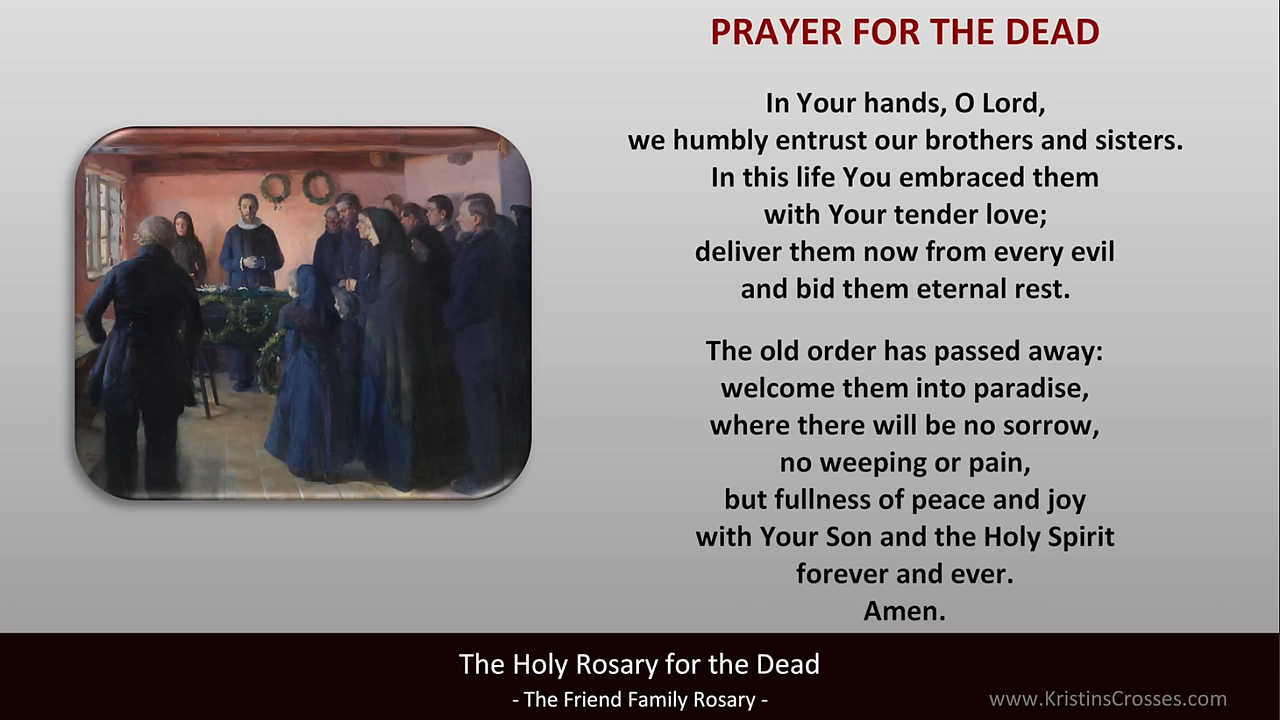 PRAYER FOR THE DEAD
In Your hands, O Lord,
we humbly entrust our brothers and sisters.
In this life You embraced them
with Your tender love;
deliver them now from every evil
and bid them eternal rest.
The old order has passed away:
welcome them into paradise,
where there will be no sorrow,
no weeping or pain,
but fullness of peace and joy
with Your Son and the Holy Spirit
forever and ever.
Amen.
The Holy Rosary for the Dead
- The Friend Family Rosary -
www.KristinsCrosses.com